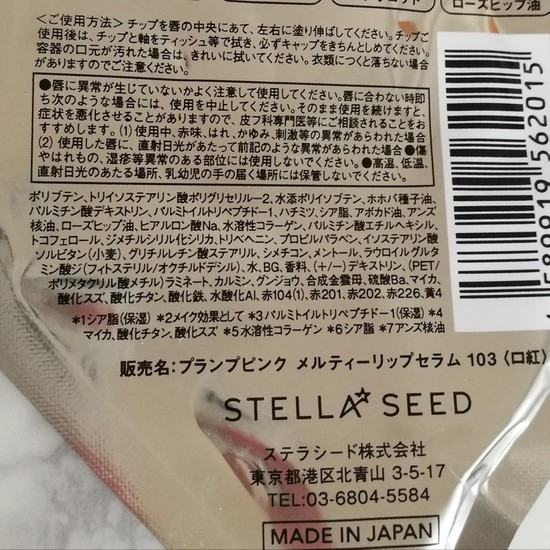 ローズヒップ油
＜ご使用方法＞ チップを唇の中央にあて、左右に塗り伸ばしてください。チップご
使用後は、チップと軸をティッシュ等で拭き、必ずキャップをきちんとしめてください。
容器の口元が汚れた場合は、きれいに拭いてください。衣類につくと落ちない場合
がありますのでご注意ください。
●唇に異常が生じていないかよく注意して使用してください。唇に合わない時即
ち次のような場合には、使用を中止してください。そのまま使用を続けますと、
症状を悪化させることがありますので、皮フ科専門医等にご相談されることをお
すすめします。(1) 使用中、赤味、はれ、かゆみ、刺激等の異常があらわれた場合
(2) 使用した唇に、直射日光があたって前記のような異常があらわれた場合 ●傷
やはれもの、湿疹等異常のある部位には使用しないでください。●高温、低温、
直射日光のあたる場所、乳幼児の手の届く場所には保管しないでください。
ポリブテン、トリイソステアリン酸ポリグリセリル-2、水添ポリイソブテン、ホホバ種子油、
パルミチン酸デキストリン、パルミトイルトリペプチド-1、ハチミツ、シア脂、アボカド油、アンズ
核油、ローズヒップ油、ヒアルロン酸Na、水溶性コラーゲン、パルミチン酸エチルヘキシル、
トコフェロール、ジメチルシリル化シリカ、トリベヘニン、プロピルパラベン、イソステアリン酸
ソルビタン(小麦)、グリチルレチン酸ステアリル、シメチコン、メントール、ラウロイルグルタ
ミン酸ジ(フィトステリル/オクチルドデシル)、水、BG、香料、(+/-)デキストリン、(PET/
ポリメタクリル酸メチル)ラミネート、カルミン、グンジョウ、合成金雲母、硫酸Ba、マイカ、
酸化スズ、酸化チタン、酸化鉄、水酸化Al、赤104(1)、赤201、赤202、赤226、黄4
*1シア脂(保湿) *2メイク効果として *3パルミトイルトリペプチド1(保湿) *4
マイカ、酸化チタン、酸化スズ *5水溶性コラーゲン *6シア脂 *7アンズ核油
販売名：プランプピンク メルティーリップセラム 103〈口紅〉
STELLA SEED
ステラシード株式会社
東京都港区北青山 3-5-17
TEL:03-6804-5584
MADE IN JAPAN
580819 562015